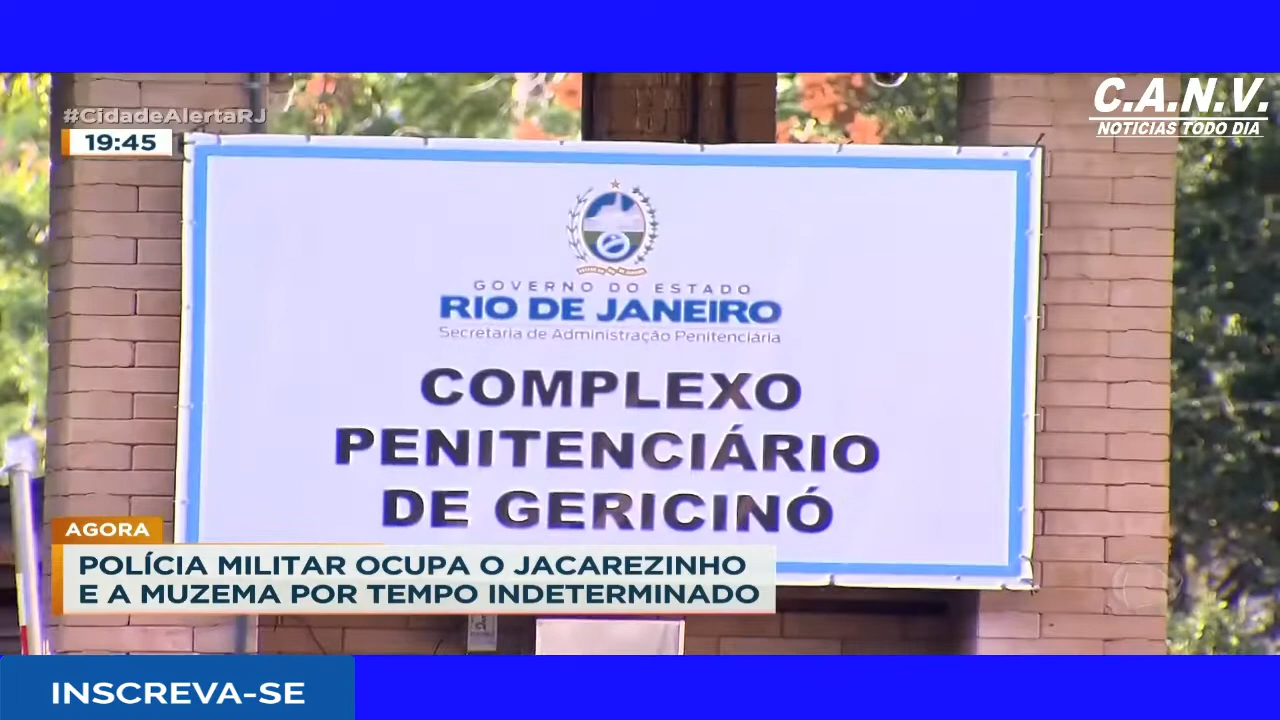 #CidadeAlertaRJ
19:45
C.A.N.V.
NOTICIAS TODO DIA
GOVERNO DO ESTADO
RIO DE JANEIRO
Secretaria de Administração Penitenciária
COMPLEXO
PENITENCIÁRIO
DE GERICINÓ
AGORA
POLÍCIA MILITAR OCUPA O JACAREZINHO
E A MUZEMA POR TEMPO INDETERMINADO
INSCREVA-SE